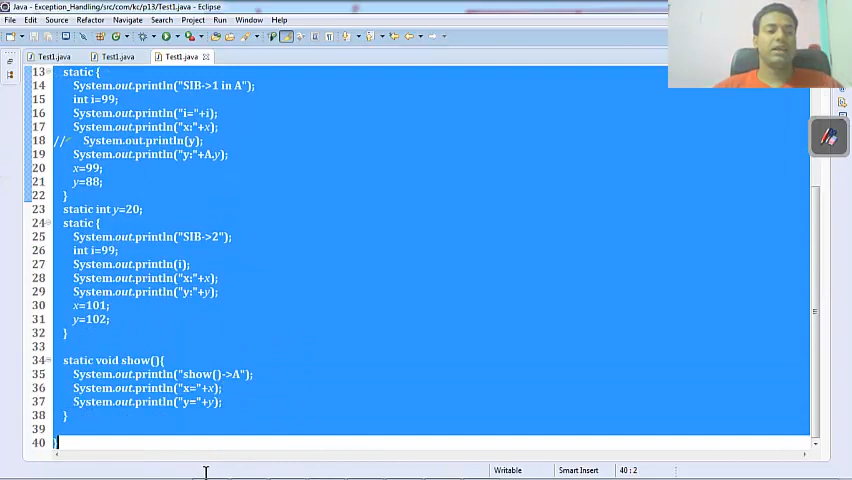 Java - Exception_Handling/src/com/kc/p13/Test1.java - Eclipse
File Edit Source Refactor Navigate Search Project Run Window Help
Test1.java Test1.java Test1.java
13 static {
14 System.out.println("SIB->1 in A");
15 int i=99;
16 System.out.println("i="+i);
17 System.out.println("x:"+x);
18 // System.out.println(y);
19 System.out.println("y:"+A.y);
20 x=99;
21 y=88;
22 }
23 static int y=20;
24 static {
25 System.out.println("SIB->2");
26 int i=99;
27 System.out.println(i);
28 System.out.println("x:"+x);
29 System.out.println("y:"+y);
30 x=101;
31 y=102;
32 }
33
34 static void show(){
35 System.out.println("show()->A");
36 System.out.println("x="+x);
37 System.out.println("y="+y);
38 }
39
40 }
Writable Smart Insert 40 : 2